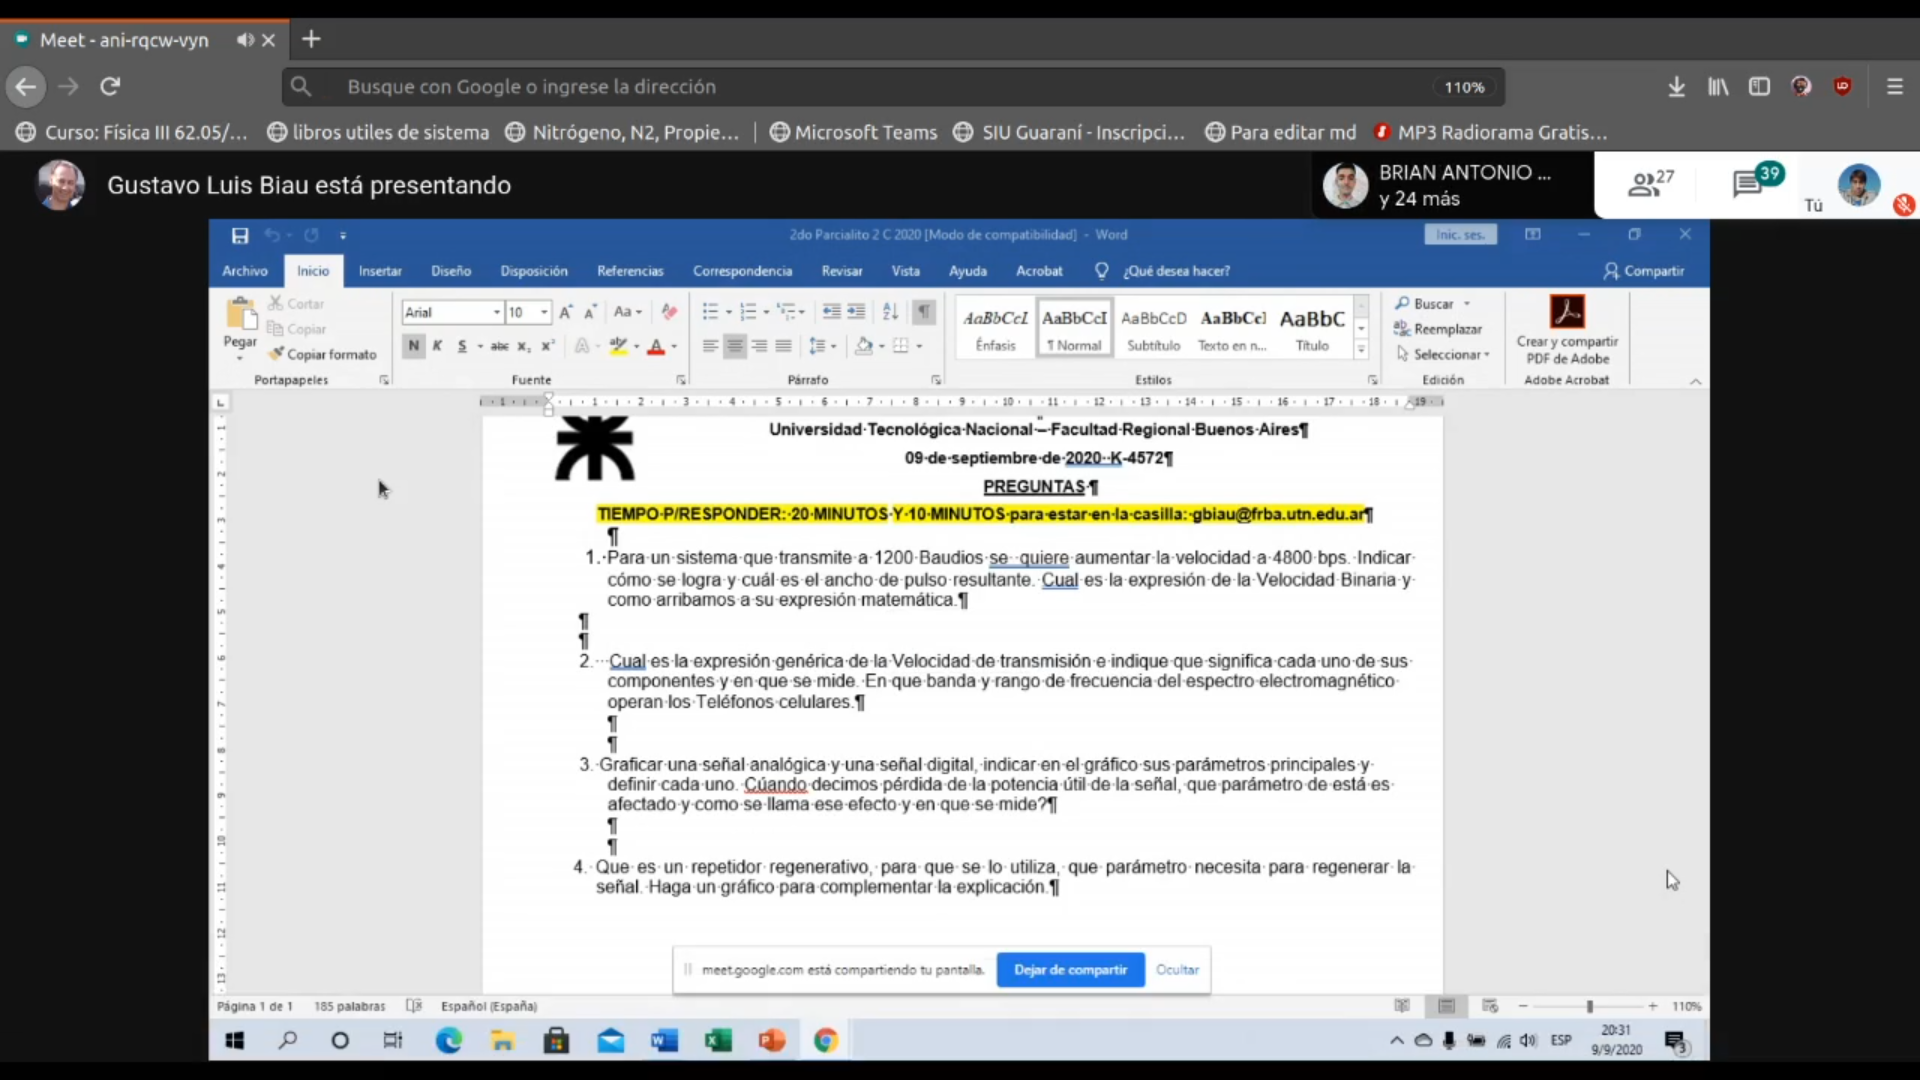 Meet - ani-rqcw-vyn
Busque con Google o ingrese la dirección
110%
Curso: Física III 62.05/...
libros utiles de sistema
Nitrógeno, N2, Propie...
Microsoft Teams
SIU Guaraní - Inscripci...
Para editar md
MP3 Radiorama Gratis...
Gustavo Luis Biau está presentando
BRIAN ANTONIO ...
y 24 más
27
39
Tú
2do Parcialito 2 C 2020 [Modo de compatibilidad] - Word
Inic. ses.
Archivo Inicio Insertar Diseño Disposición Referencias Correspondencia Revisar Vista Ayuda Acrobat ¿Qué desea hacer? Compartir
Pegar
Cortar
Copiar
Copiar formato
Portapapeles
Arial 10
Fuente
Párrafo
AaBbCcI AaBbCcI AaBbCcD AaBbCcI AaBbC
Énfasis ¶ Normal Subtítulo Texto en n... Título
Estilos
Buscar
Reemplazar
Seleccionar
Edición
Crear y compartir
PDF de Adobe
Adobe Acrobat
Universidad·Tecnológica·Nacional·–·Facultad·Regional·Buenos·Aires¶
09·de·septiembre·de·2020··K-4572¶
PREGUNTAS·¶
TIEMPO·P/RESPONDER:·20·MINUTOS·Y·10·MINUTOS·para·estar·en·la·casilla:·gbiau@frba.utn.edu.ar¶
¶
1.·Para·un·sistema·que·transmite·a·1200·Baudios·se··quiere·aumentar·la·velocidad·a·4800·bps.·Indicar·
cómo·se·logra·y·cuál·es·el·ancho·de·pulso·resultante.·Cual·es·la·expresión·de·la·Velocidad·Binaria·y·
como·arribamos·a·su·expresión·matemática.¶
¶
¶
2.···Cual·es·la·expresión·genérica·de·la·Velocidad·de·transmisión·e·indique·que·significa·cada·uno·de·sus·
componentes·y·en·que·se·mide.·En·que·banda·y·rango·de·frecuencia·del·espectro·electromagnético·
operan·los·Teléfonos·celulares.¶
¶
¶
3.·Graficar·una·señal·analógica·y·una·señal·digital,·indicar·en·el·gráfico·sus·parámetros·principales·y·
definir·cada·uno.·Cúando·decimos·pérdida·de·la·potencia·útil·de·la·señal,·que·parámetro·de·está·es·
afectado·y·como·se·llama·ese·efecto·y·en·que·se·mide?¶
¶
¶
4.·Que·es·un·repetidor·regenerativo,·para·que·se·lo·utiliza,·que·parámetro·necesita·para·regenerar·la·
señal.·Haga·un·gráfico·para·complementar·la·explicación.¶
meet.google.com está compartiendo tu pantalla.
Dejar de compartir
Ocultar
Página 1 de 1
185 palabras
Español (España)
110%
ESP
20:31
9/9/2020
3